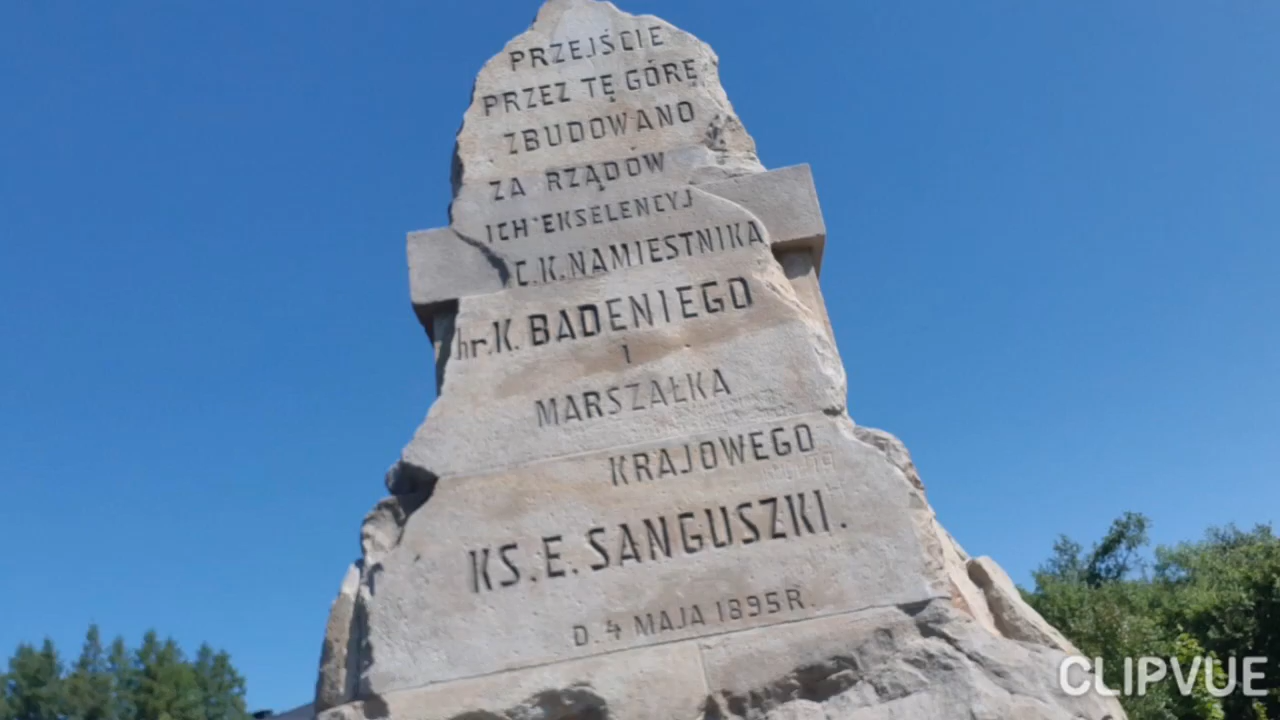 PRZEJŚCIE
PRZEZ TĘ GÓRĘ
ZBUDOWANO
ZA RZĄDÓW
ICH EKSELENCYJ
C.K. NAMIESTNIKA
hr. K. BADENIEGO
I
MARSZAŁKA
KRAJOWEGO
KS. E. SANGUSZKI.
D. 4 MAJA 1895 R.
CLIPVUE